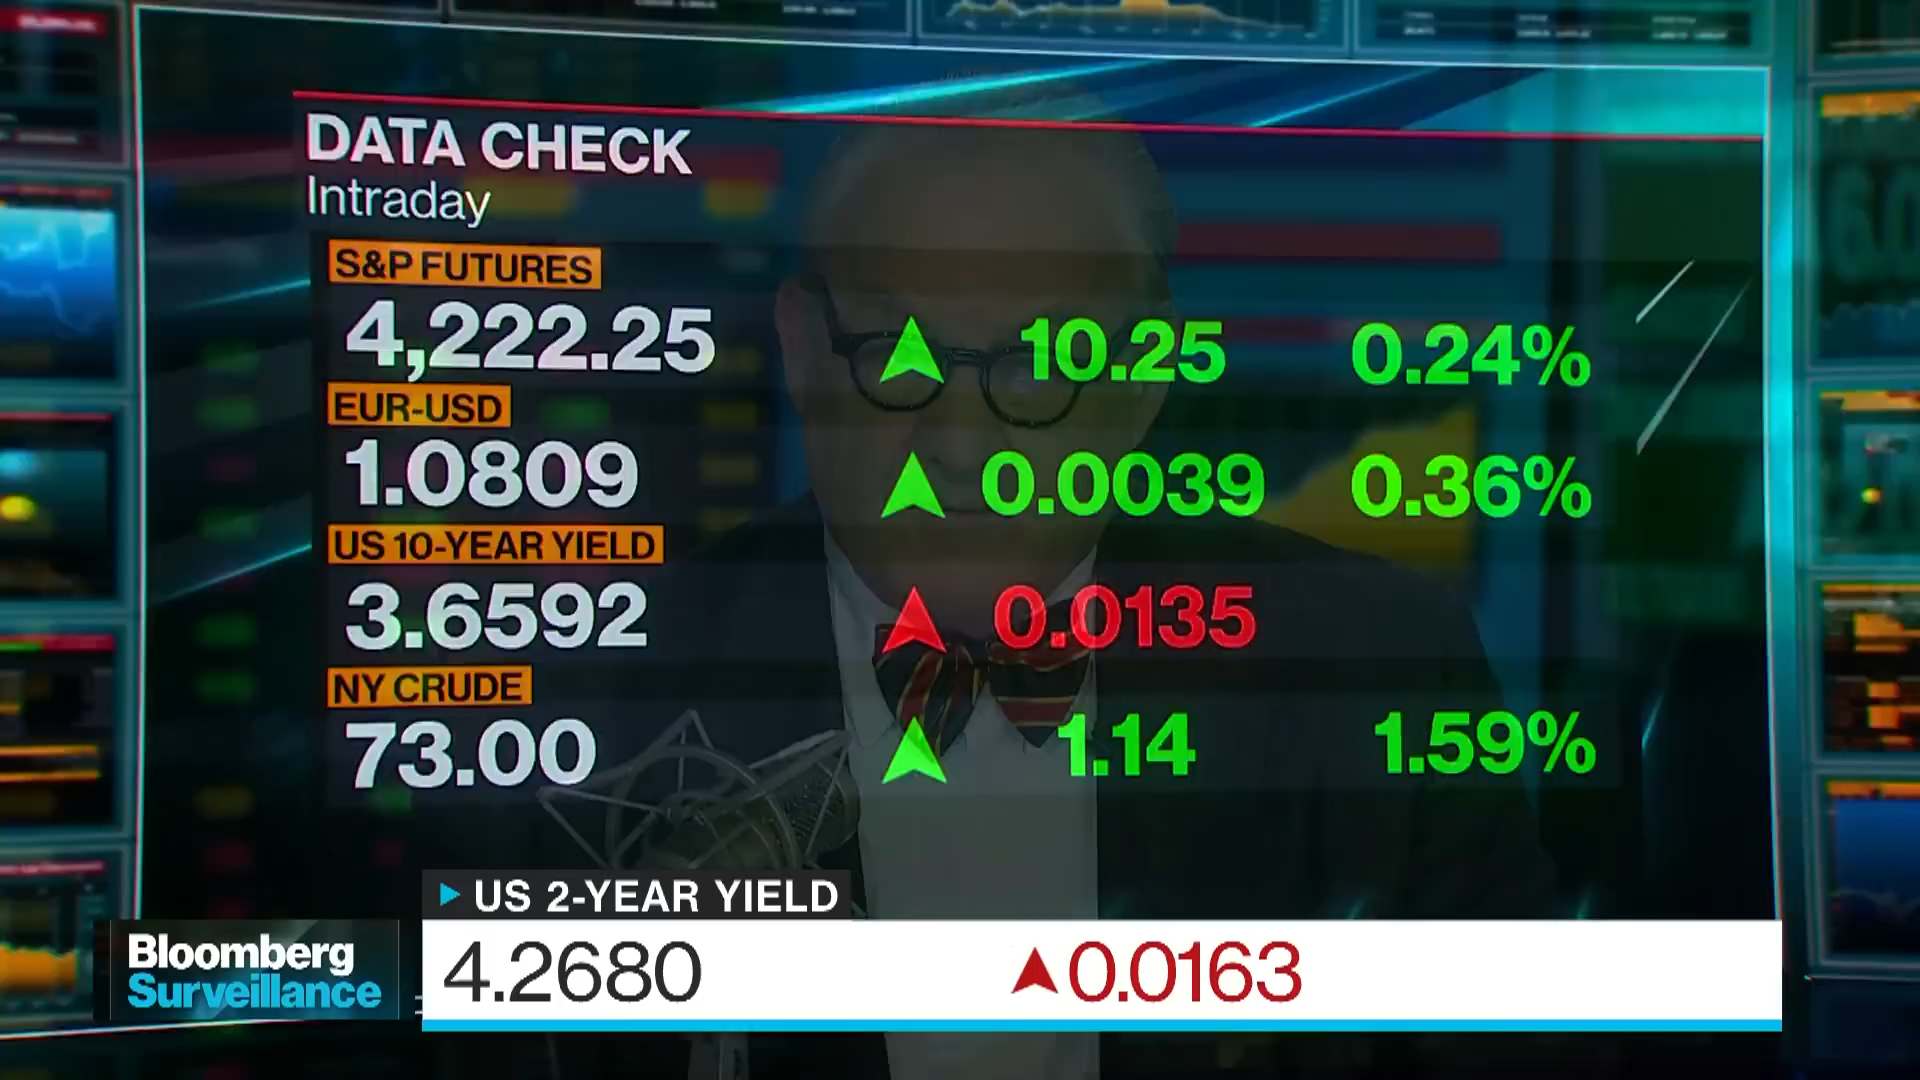 DATA CHECK
Intraday
S&P FUTURES
4,222.25 10.25 0.24%
EUR-USD
1.0809 0.0039 0.36%
US 10-YEAR YIELD
3.6592 0.0135
NY CRUDE
73.00 1.14 1.59%
US 2-YEAR YIELD
4.2680 0.0163
Bloomberg
Surveillance